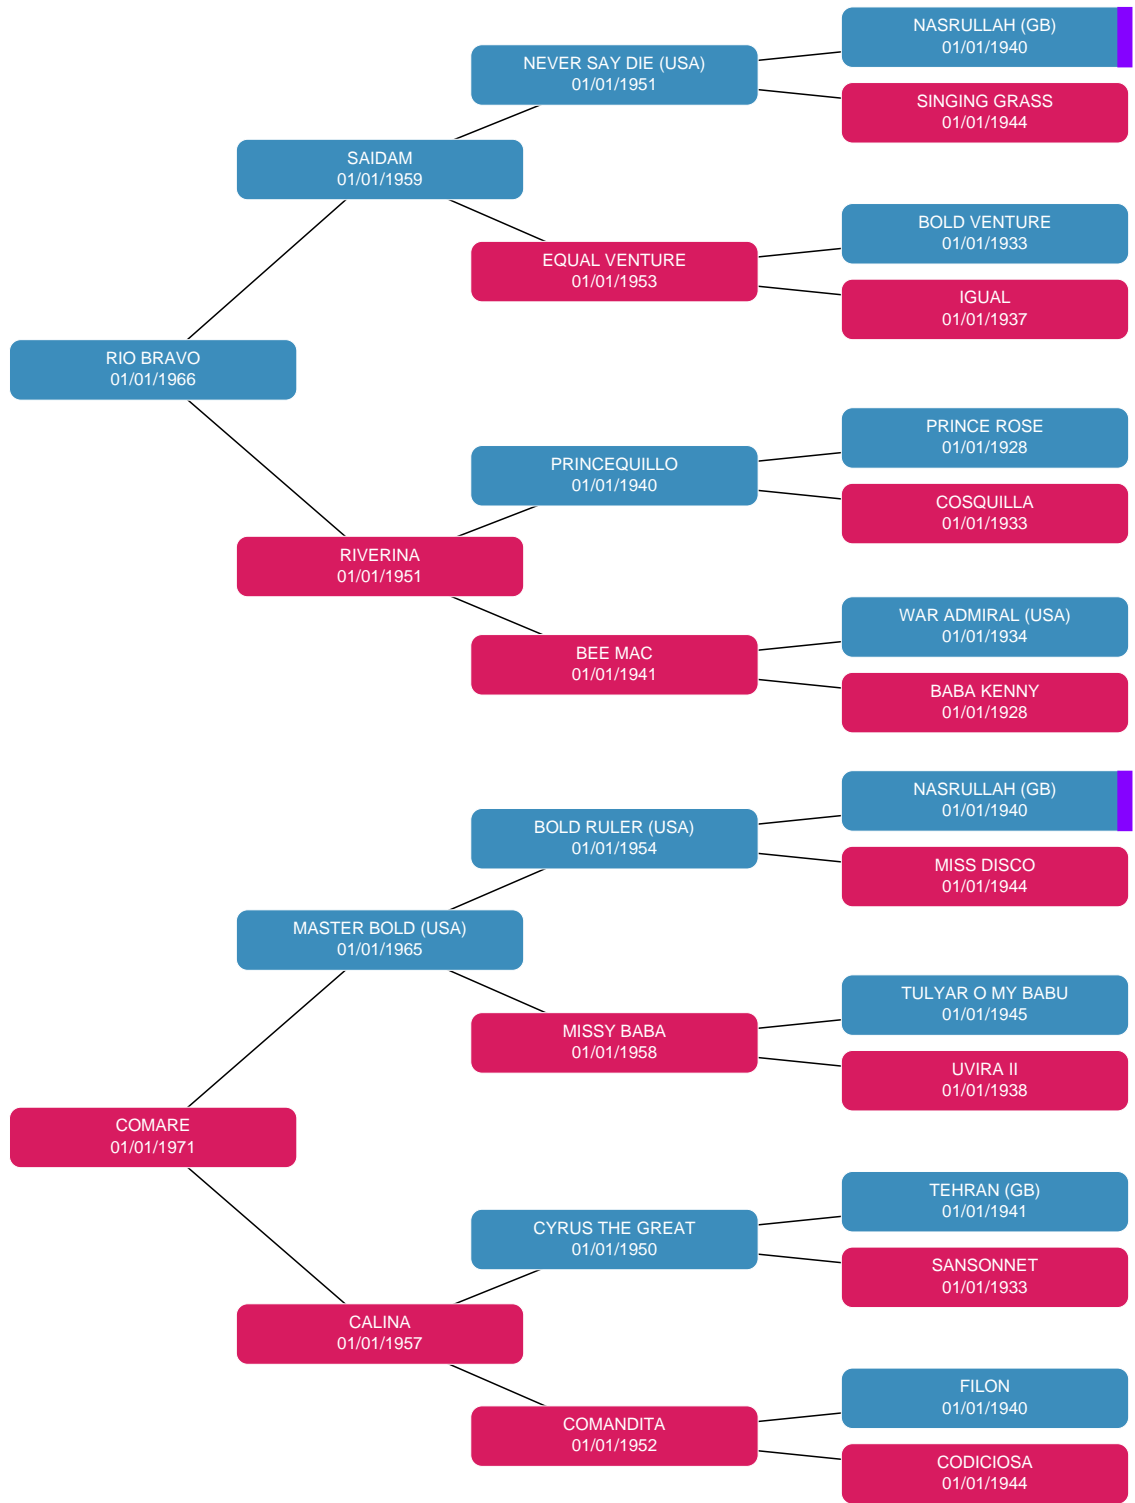 NASRULLAH (GB)
01/01/1940
NEVER SAY DIE (USA)
01/01/1951
SINGING GRASS
01/01/1944
SAIDAM
01/01/1959
BOLD VENTURE
01/01/1933
EQUAL VENTURE
01/01/1953
IGUAL
01/01/1937
RIO BRAVO
01/01/1966
PRINCE ROSE
01/01/1928
PRINCEQUILLO
01/01/1940
COSQUILLA
01/01/1933
RIVERINA
01/01/1951
WAR ADMIRAL (USA)
01/01/1934
BEE MAC
01/01/1941
BABA KENNY
01/01/1928
NASRULLAH (GB)
01/01/1940
BOLD RULER (USA)
01/01/1954
MISS DISCO
01/01/1944
MASTER BOLD (USA)
01/01/1965
TULYAR O MY BABU
01/01/1945
MISSY BABA
01/01/1958
UVIRA II
01/01/1938
COMARE
01/01/1971
TEHRAN (GB)
01/01/1941
CYRUS THE GREAT
01/01/1950
SANSONNET
01/01/1933
CALINA
01/01/1957
FILON
01/01/1940
COMANDITA
01/01/1952
CODICIOSA
01/01/1944